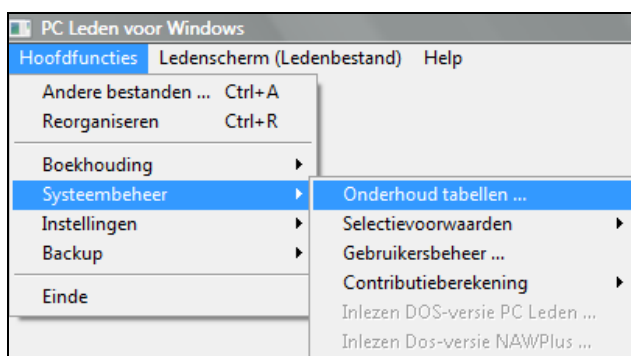 PC Leden voor Windows
Hoofdfuncties Ledenscherm (Ledenbestand) Help
Andere bestanden ... Ctrl+A
Reorganiseren Ctrl+R
Boekhouding
Systeembeheer
Instellingen
Backup
Einde
Onderhoud tabellen ...
Selectievoorwaarden
Gebruikersbeheer ...
Contributieberekening
Inlezen DOS-versie PC Leden ...
Inlezen Dos-versie NAWPlus ...